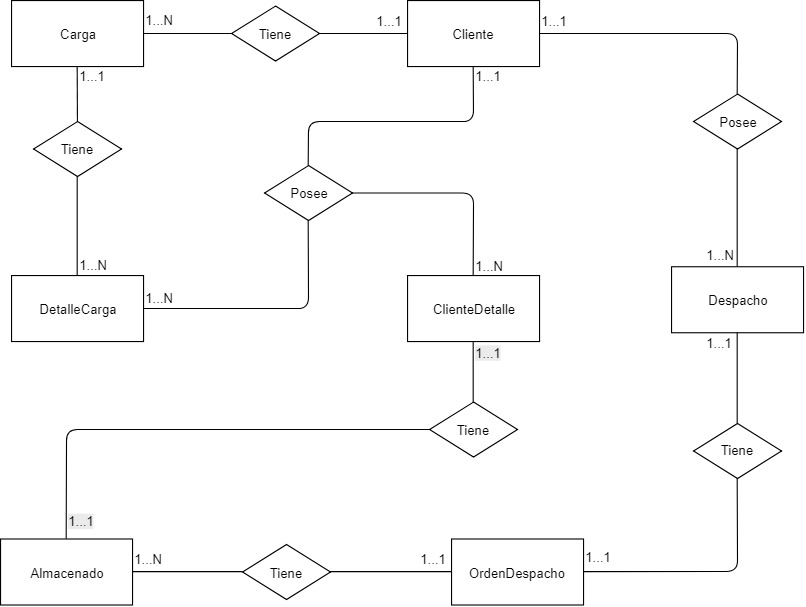 Carga
1...N
Tiene
1...1
Cliente
1...1
1...1
1...1
Tiene
Posee
Posee
1...N
1...N
1...N
1...N
DetalleCarga
ClienteDetalle
Despacho
1...1
1...1
Tiene
Tiene
1...1
Almacenado
1...N
Tiene
1...1
OrdenDespacho
1...1